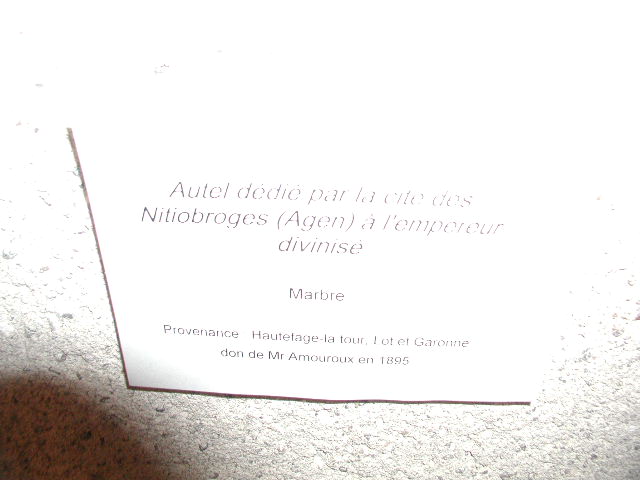 Autel dédié par la cité des
Nitiobroges (Agen) à l'empereur
divinisé
Marbre
Provenance Hautefage-la tour, Lot et Garonne
don de Mr Amouroux en 1895